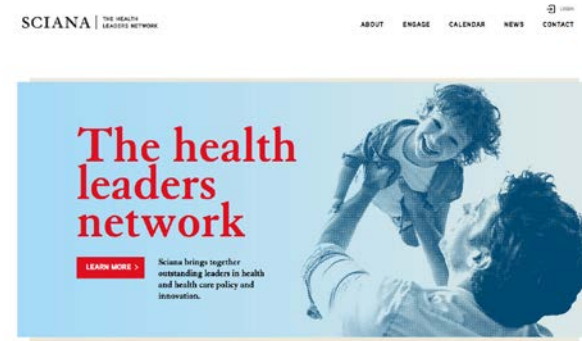 LOGIN
SCIANA THE HEALTH
LEADERS NETWORK
ABOUT ENGAGE CALENDAR NEWS CONTACT
The health
leaders
network
LEARN MORE >
Sciana brings together
outstanding leaders in health
and health care policy and
innovation.